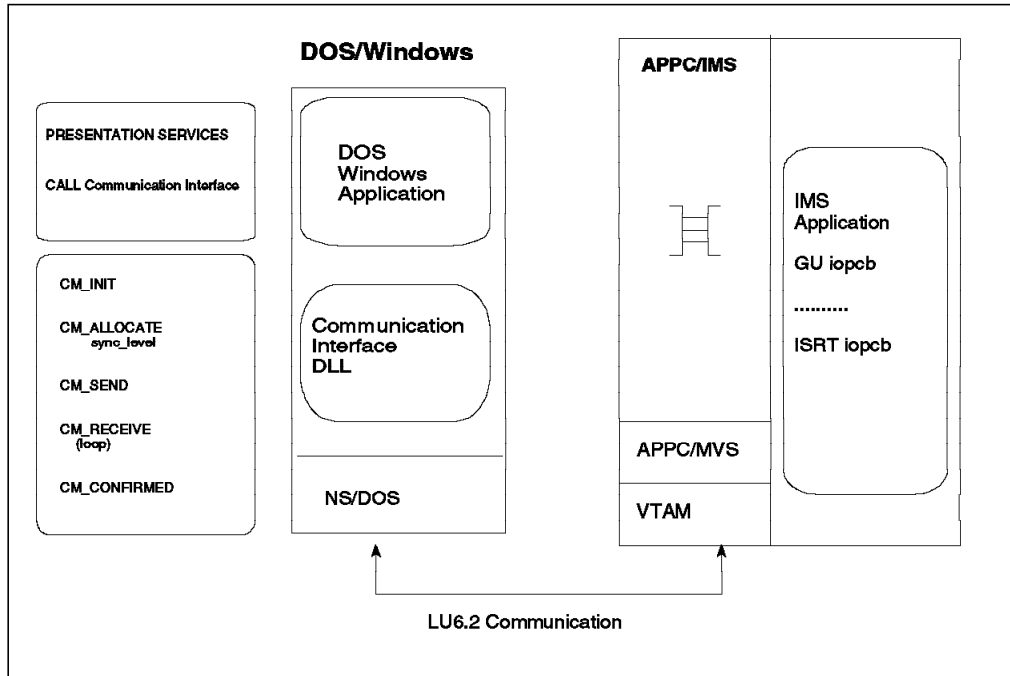 DOS/Windows
PRESENTATION SERVICES
CALL Communication Interface
CM_INIT
CM_ALLOCATE
sync_level
CM_SEND
CM_RECEIVE
(loop)
CM_CONFIRMED
DOS
Windows
Application
Communication
Interface
DLL
NS/DOS
APPC/IMS
IMS
Application
GU iopcb
..........
ISRT iopcb
APPC/MVS
VTAM
LU6.2 Communication